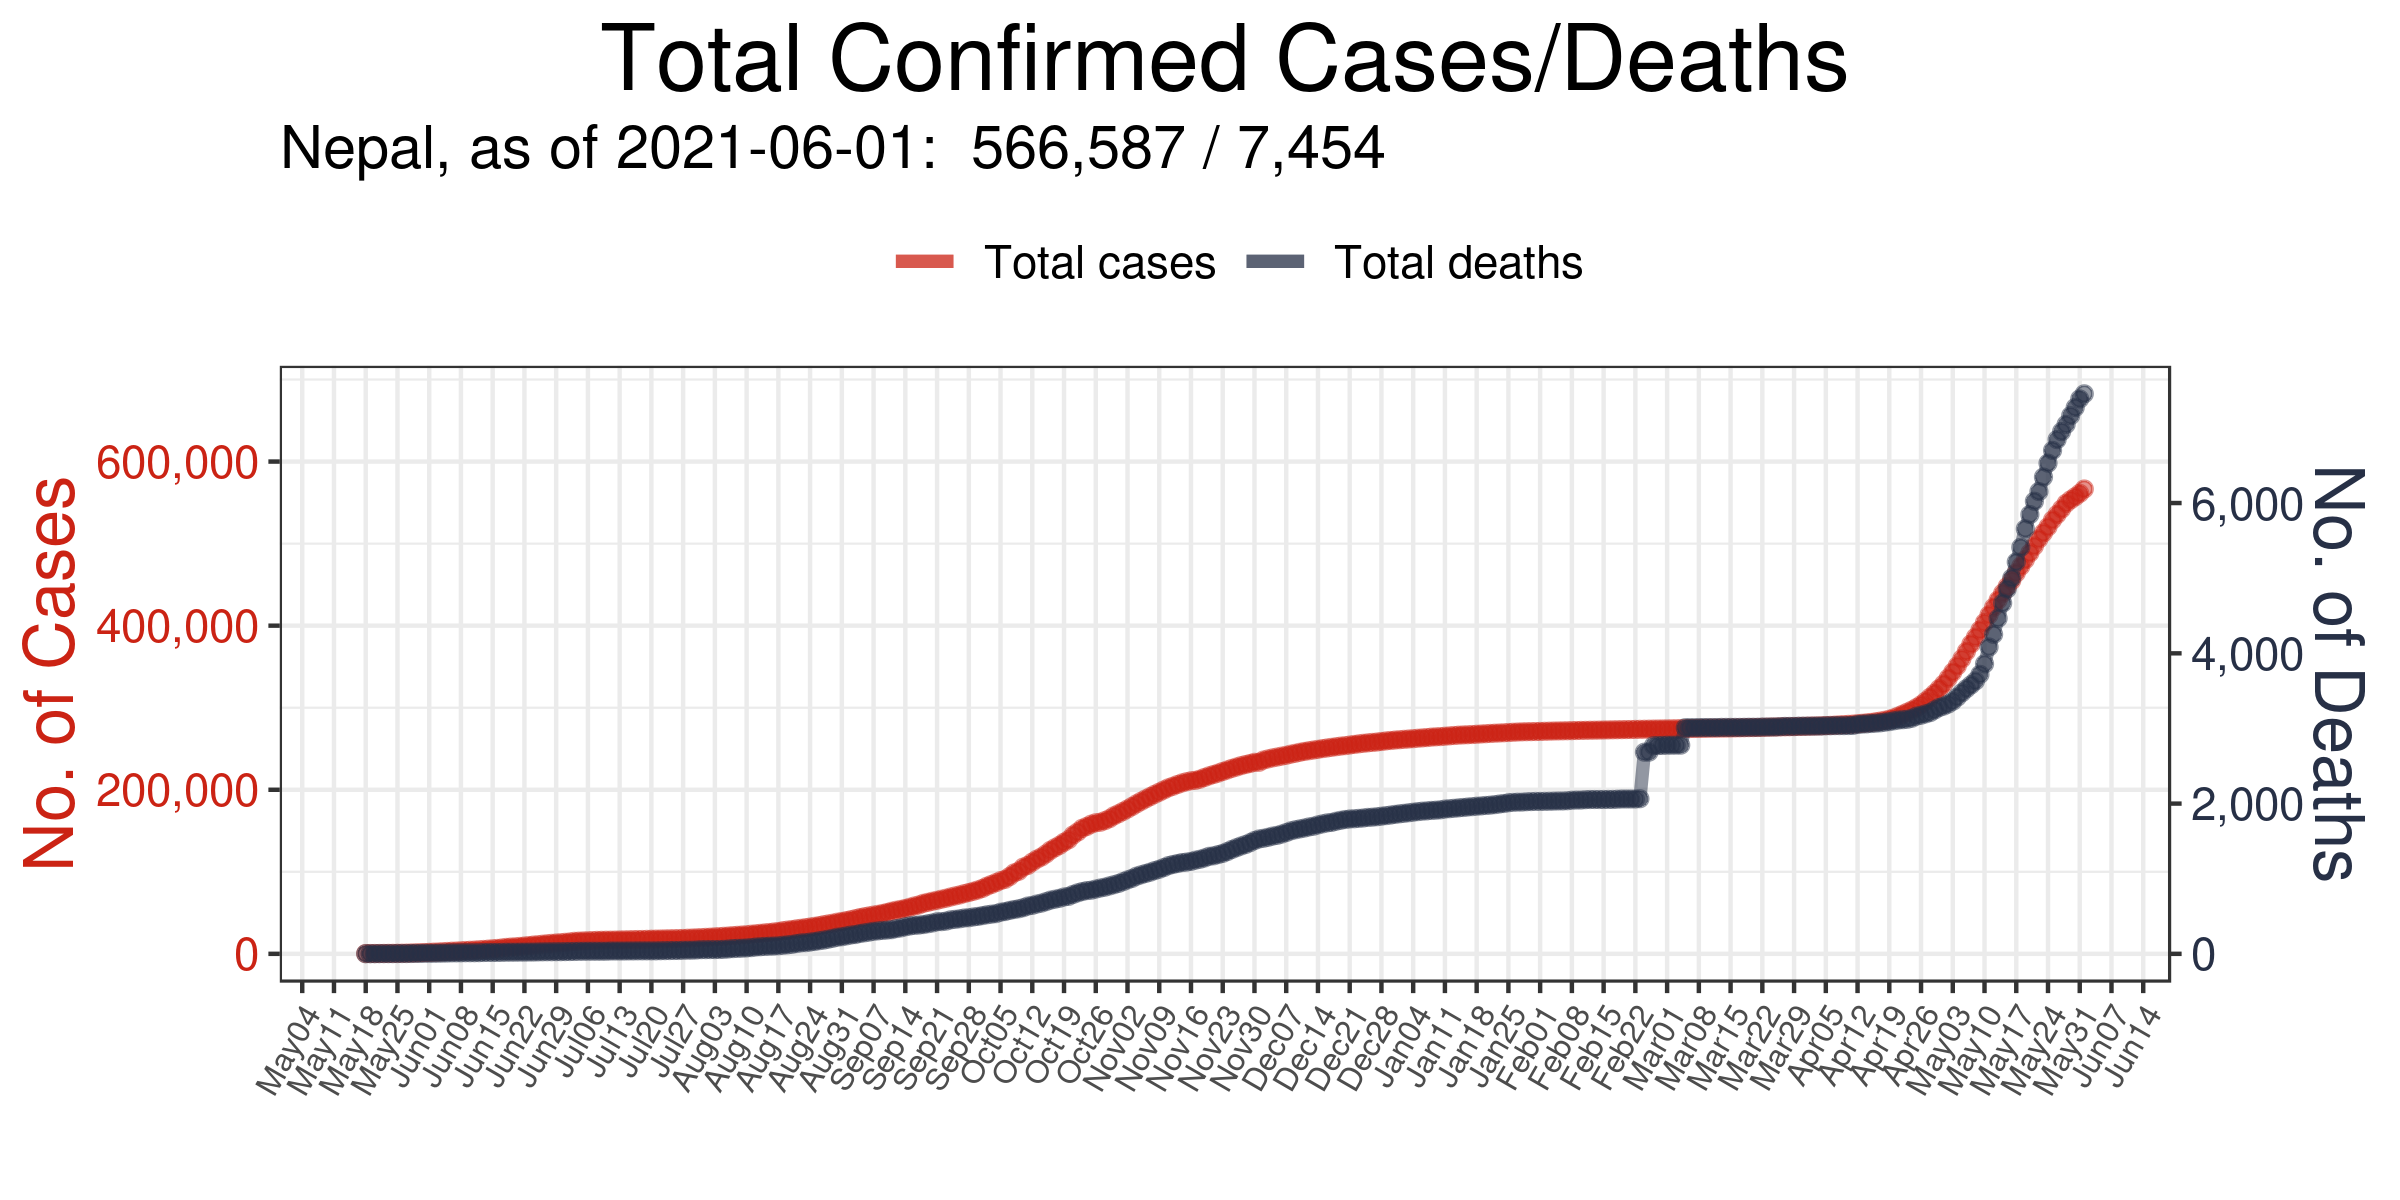 Total Confirmed Cases/Deaths
Nepal, as of 2021-06-01:  566,587 / 7,454
Total cases
Total deaths
No. of Cases
600,000
400,000
200,000
0
6,000
4,000
2,000
0
No. of Deaths
May04
May11
May18
May25
Jun01
Jun08
Jun15
Jun22
Jun29
Jul06
Jul13
Jul20
Jul27
Aug03
Aug10
Aug17
Aug24
Aug31
Sep07
Sep14
Sep21
Sep28
Oct05
Oct12
Oct19
Oct26
Nov02
Nov09
Nov16
Nov23
Nov30
Dec07
Dec14
Dec21
Dec28
Jan04
Jan11
Jan18
Jan25
Feb01
Feb08
Feb15
Feb22
Mar01
Mar08
Mar15
Mar22
Mar29
Apr05
Apr12
Apr19
Apr26
May03
May10
May17
May24
May31
Jun07
Jun14